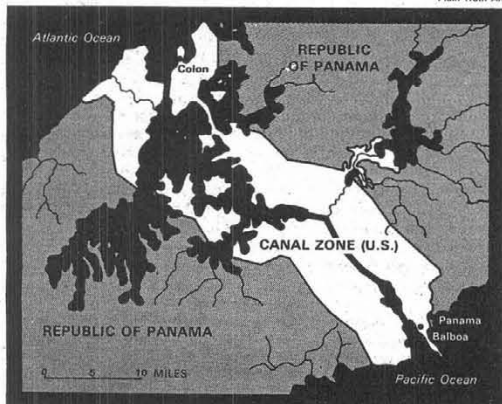 Atlantic Ocean
Colon
REPUBLIC
OF PANAMA
CANAL ZONE (U.S.)
REPUBLIC OF PANAMA
Panama
Balboa
0 5 10 MILES
Pacific Ocean